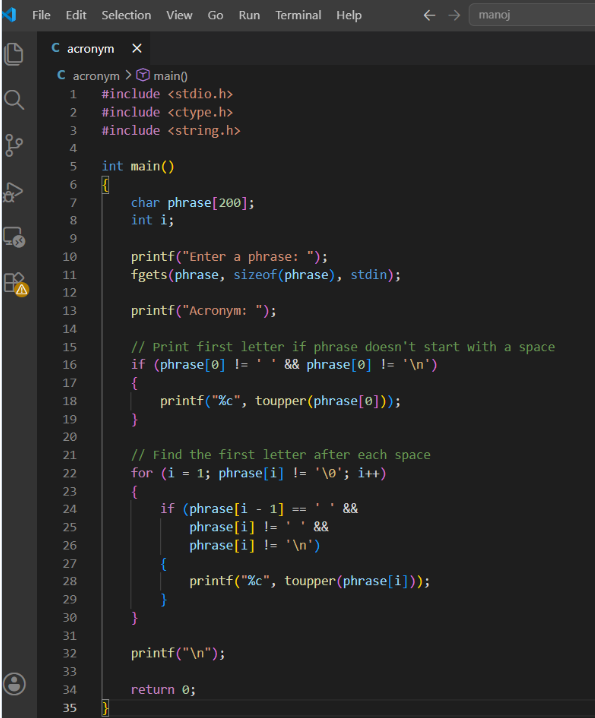 File Edit Selection View Go Run Terminal Help ← → manoj
C acronym ×
C acronym > main()
1 #include <stdio.h>
2 #include <ctype.h>
3 #include <string.h>
4
5 int main()
6 {
7     char phrase[200];
8     int i;
9
10     printf("Enter a phrase: ");
11     fgets(phrase, sizeof(phrase), stdin);
12
13     printf("Acronym: ");
14
15     // Print first letter if phrase doesn't start with a space
16     if (phrase[0] != ' ' && phrase[0] != '\n')
17     {
18         printf("%c", toupper(phrase[0]));
19     }
20
21     // Find the first letter after each space
22     for (i = 1; phrase[i] != '\0'; i++)
23     {
24         if (phrase[i - 1] == ' ' &&
25             phrase[i] != ' ' &&
26             phrase[i] != '\n')
27         {
28             printf("%c", toupper(phrase[i]));
29         }
30     }
31
32     printf("\n");
33
34     return 0;
35 }